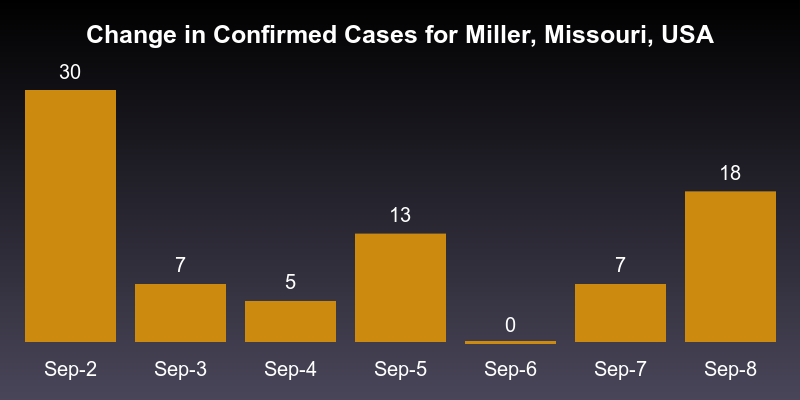 Change in Confirmed Cases for Miller, Missouri, USA
30
7
5
13
0
7
18
Sep-2
Sep-3
Sep-4
Sep-5
Sep-6
Sep-7
Sep-8